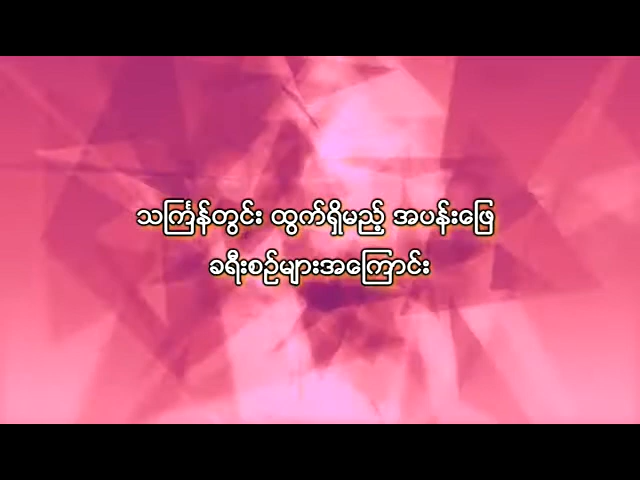 သင်္ကြန်တွင်း ထွက်ရှိမည့် အပန်းဖြေ
ခရီးစဉ်များအကြောင်း